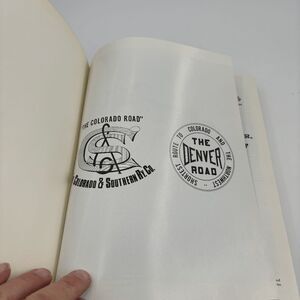 "THE COLORADO ROAD"
C&S
COLORADO & SOUTHERN RY. CO.
SHORTEST ROUTE TO COLORADO AND THE NORTHWEST
THE
DENVER
ROAD